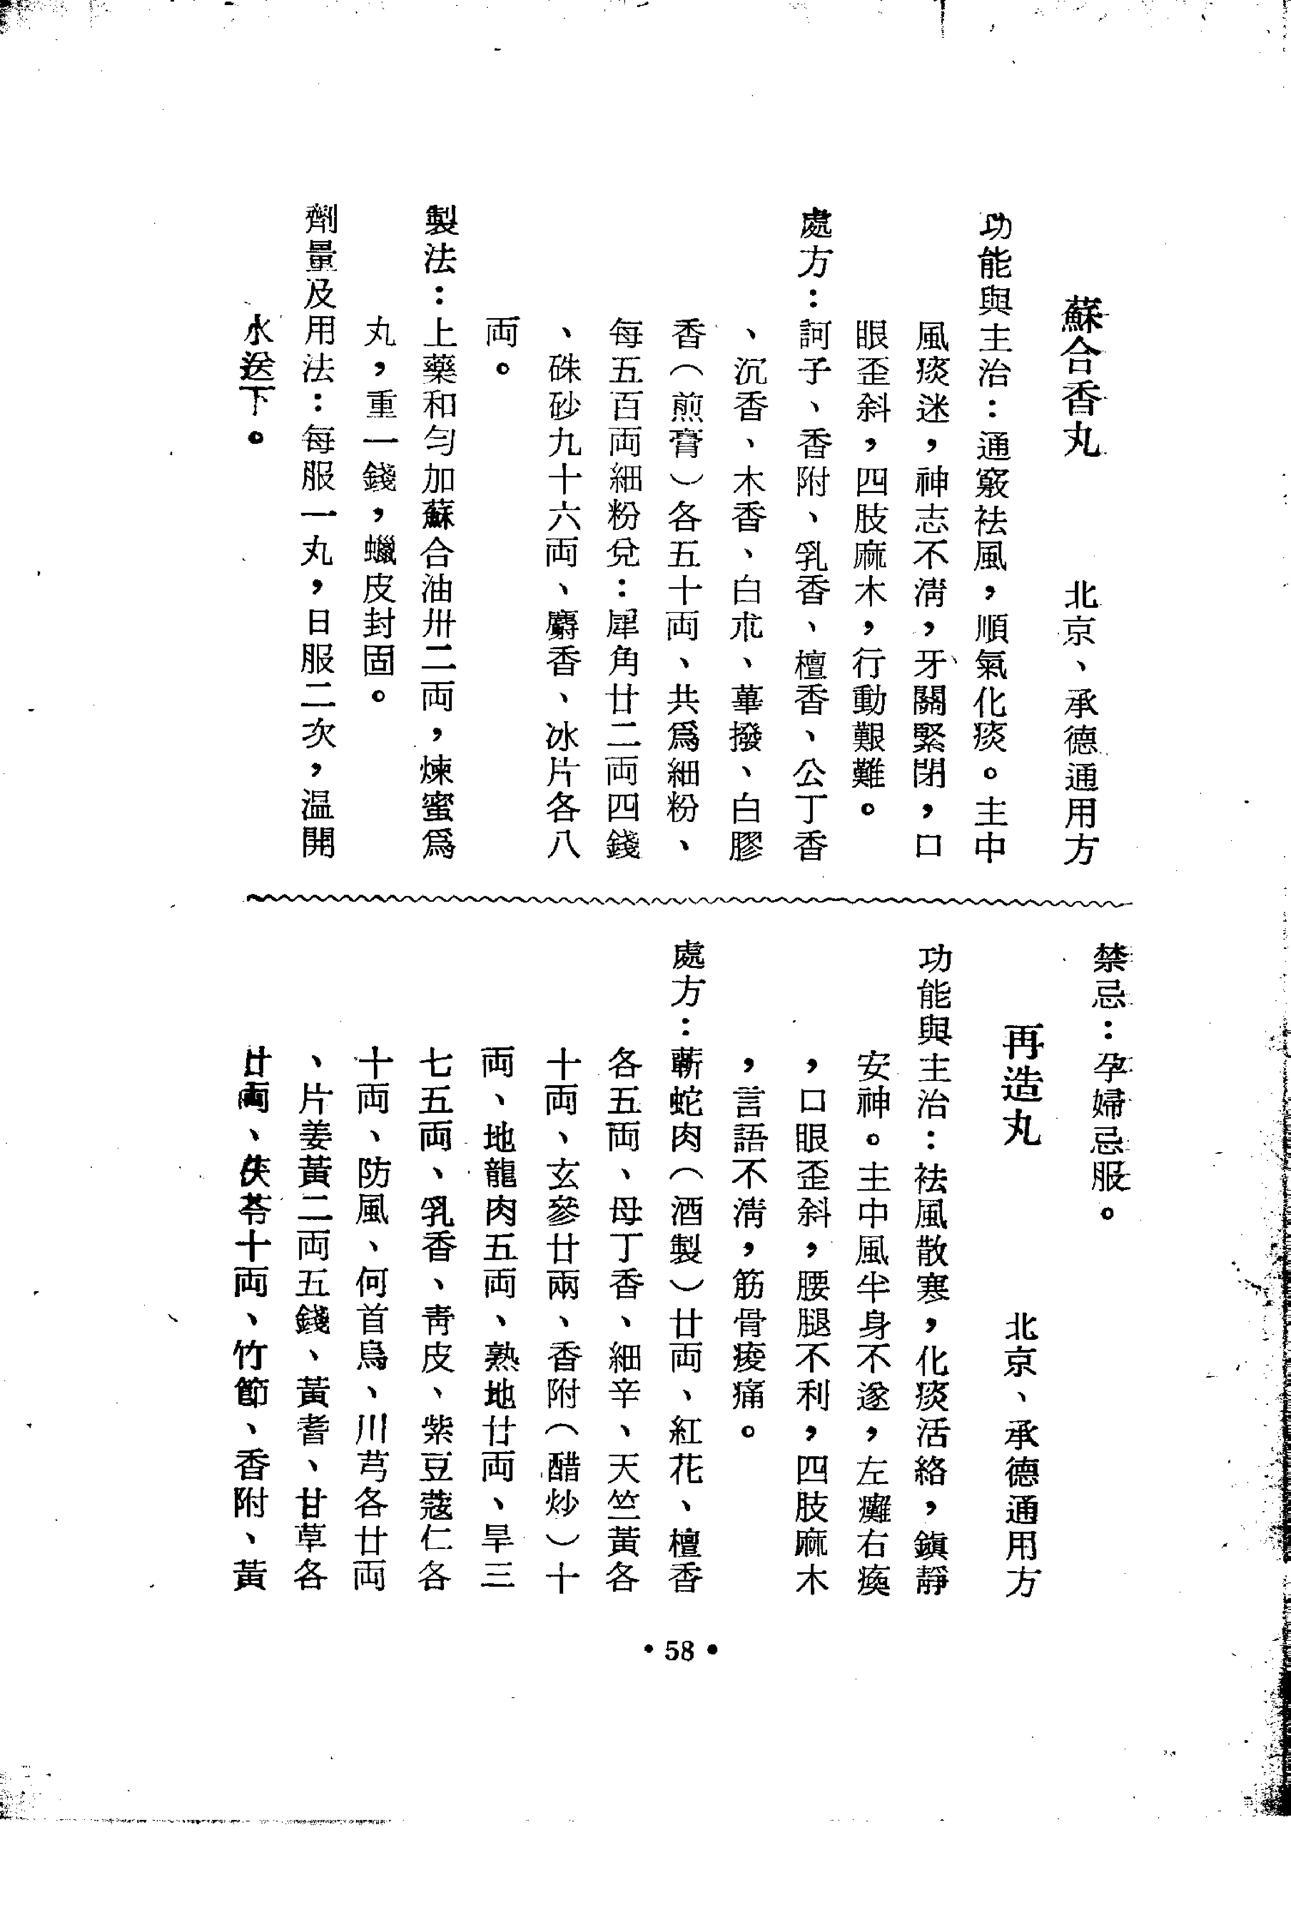 蘇合香丸　北京、承德通用方
功能與主治：通竅袪風，順氣化痰。主中
風痰迷，神志不淸，牙關緊閉，口
眼歪斜，四肢麻木，行動艱難。
處方：訶子、香附、乳香、檀香、公丁香
、沉香、木香、白朮、蓽撥、白膠
香（煎膏）各五十両、共爲細粉、
每五百両細粉兌：犀角廿二両四錢
、硃砂九十六両、麝香、冰片各八
両。
製法：上藥和勻加蘇合油卅二両，煉蜜爲
丸，重一錢，蠟皮封固。
劑量及用法：每服一丸，日服二次，温開
水送下。
禁忌：孕婦忌服。
再造丸　北京、承德通用方
功能與主治：袪風散寒，化痰活絡，鎭靜
安神。主中風半身不遂，左癱右瘓
，口眼歪斜，腰腿不利，四肢麻木
，言語不淸，筋骨痠痛。
處方：蘄蛇肉（酒製）廿両、紅花、檀香
各五両、母丁香、細辛、天竺黃各
十両、玄參廿兩、香附（醋炒）十
両、地龍肉五両、熟地廿両、旱三
七五両、乳香、靑皮、紫豆蔻仁各
十両、防風、何首烏、川芎各廿両
、片姜黃二両五錢、黃耆、甘草各
廿両、茯苓十両、竹節、香附、黃
• 58 •